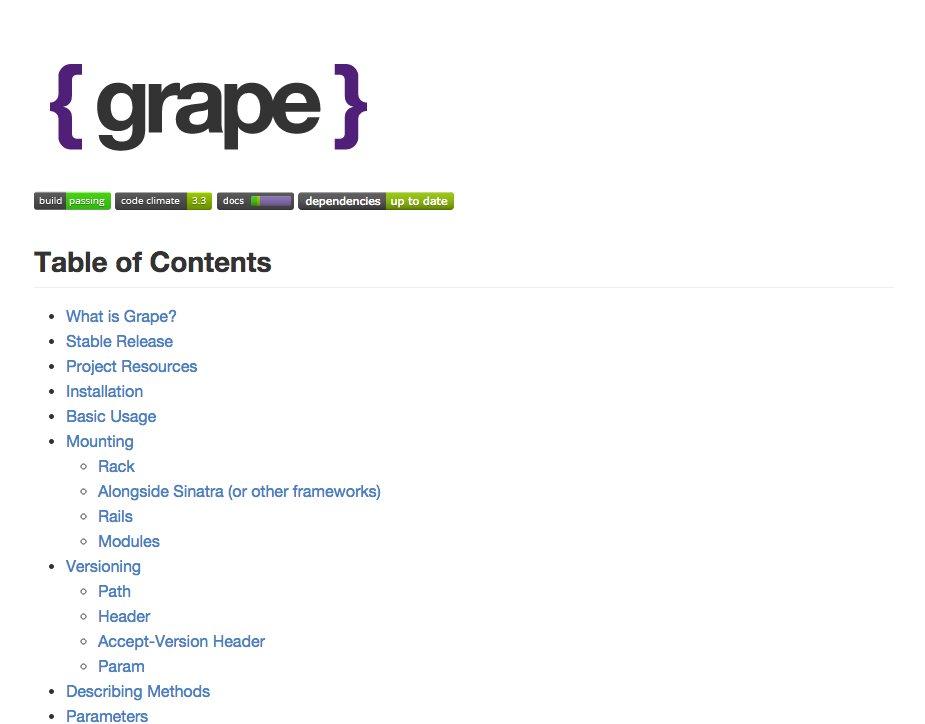 { grape }
build passing code climate 3.3 docs dependencies up to date
Table of Contents
What is Grape?
Stable Release
Project Resources
Installation
Basic Usage
Mounting
Rack
Alongside Sinatra (or other frameworks)
Rails
Modules
Versioning
Path
Header
Accept-Version Header
Param
Describing Methods
Parameters